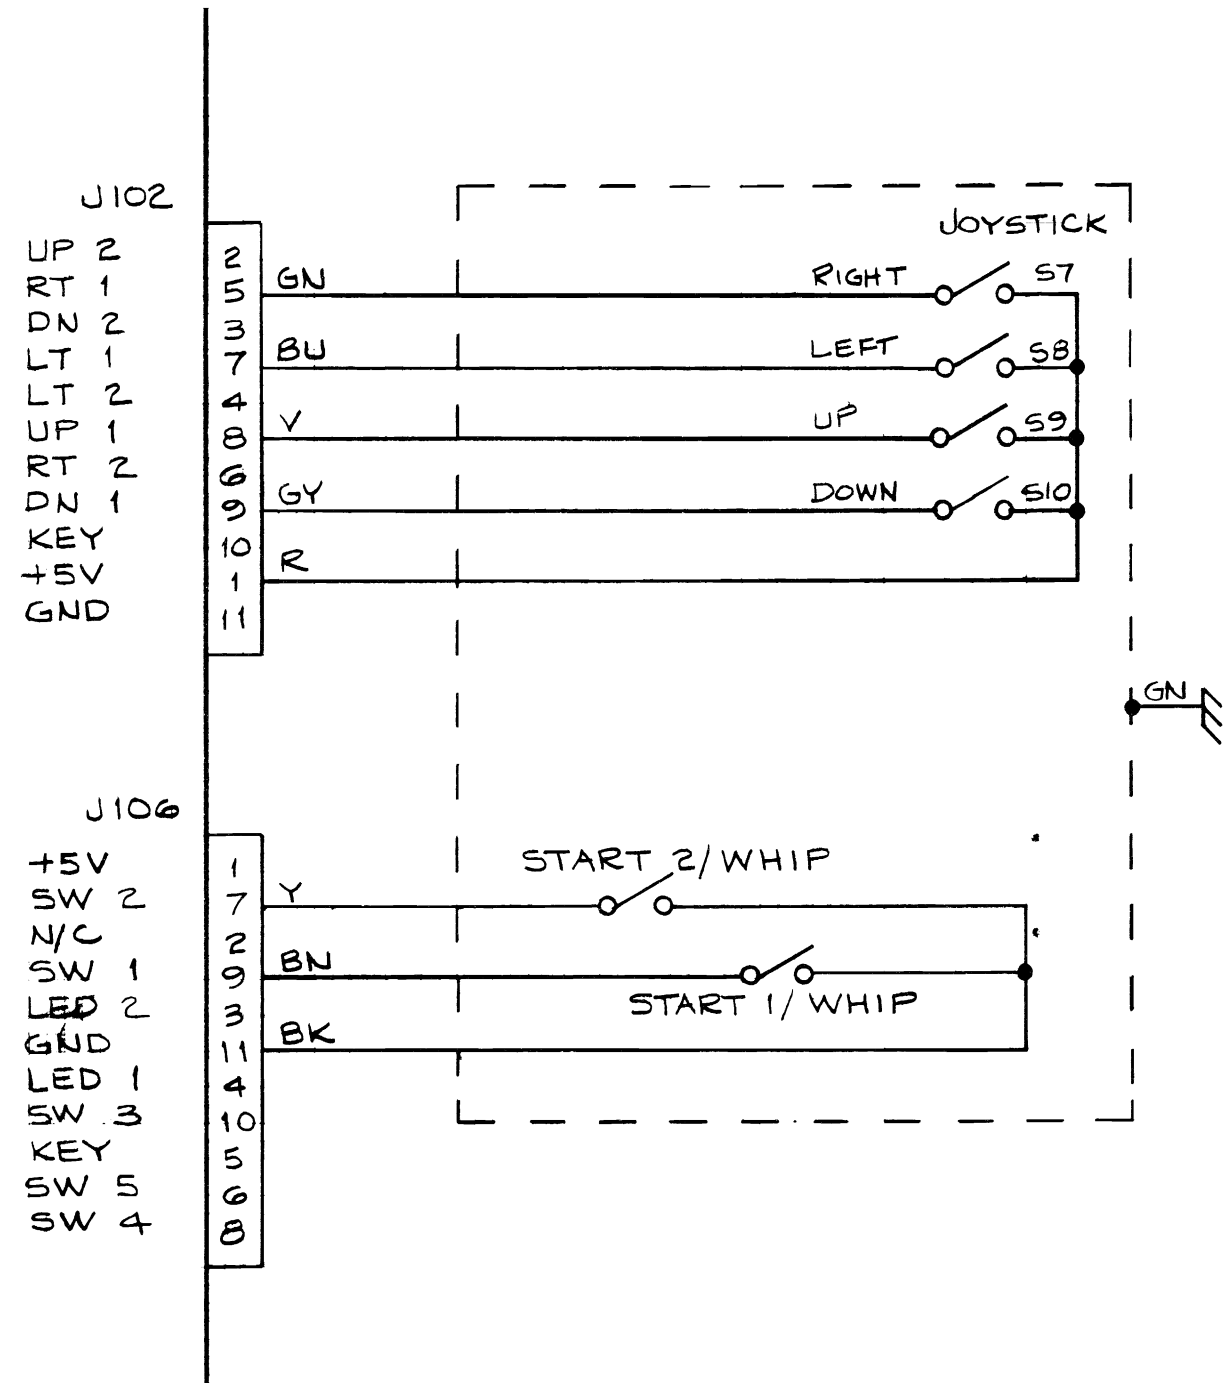 J102
JOYSTICK
UP 2 2
RT 1 5 GN RIGHT S7
DN 2 3
LT 1 7 BU LEFT S8
LT 2 4
UP 1 8 V UP S9
RT 2 6
DN 1 9 GY DOWN S10
KEY 10
+5V 1 R
GND 11
GN
J106
+5V 1 START 2/WHIP
SW 2 7 Y
N/C 2
SW 1 9 BN
LED 2 3 START 1/WHIP
GND 11 BK
LED 1 4
SW 3 10
KEY 5
SW 5 6
SW 4 8